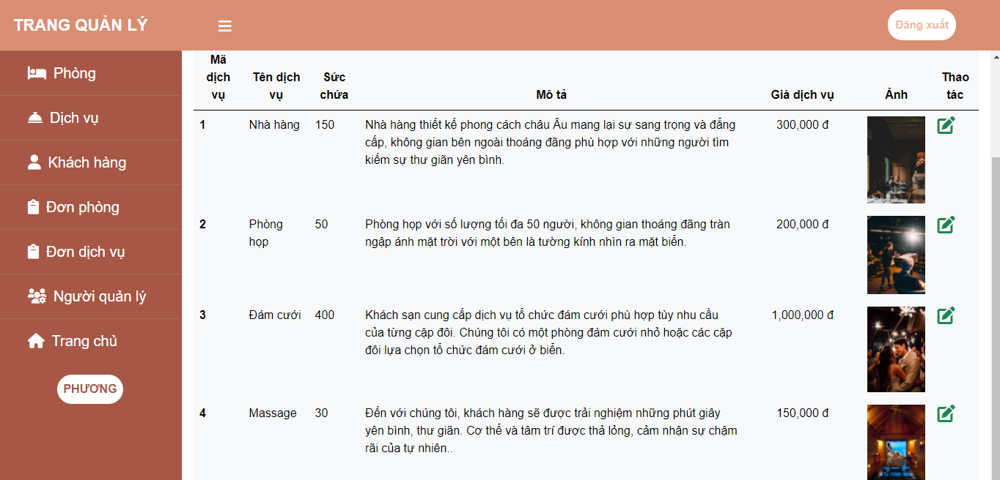 TRANG QUẢN LÝ
Đăng xuất
Phòng
Dịch vụ
Khách hàng
Đơn phòng
Đơn dịch vụ
Người quản lý
Trang chủ
PHƯƠNG
Mã dịch vụ Tên dịch vụ Sức chứa Mô tả Giá dịch vụ Ảnh Thao tác
1 Nhà hàng 150 Nhà hàng thiết kế phong cách châu Âu mang lại sự sang trọng và đẳng 300,000 đ
cấp, không gian bên ngoài thoáng đãng phù hợp với những người tìm
kiếm sự thư giãn yên bình.
2 Phòng họp 50 Phòng họp với số lượng tối đa 50 người, không gian thoáng đãng tràn 200,000 đ
ngập ánh mặt trời với một bên là tường kính nhìn ra mặt biển.
3 Đám cưới 400 Khách sạn cung cấp dịch vụ tổ chức đám cưới phù hợp tùy nhu cầu 1,000,000 đ
của từng cặp đôi. Chúng tôi có một phòng đám cưới nhỏ hoặc các cặp
đôi lựa chọn tổ chức đám cưới ở biển.
4 Massage 30 Đến với chúng tôi, khách hàng sẽ được trải nghiệm những phút giây 150,000 đ
yên bình, thư giãn. Cơ thể và tâm trí được thả lỏng, cảm nhận sự chậm
rãi của tự nhiên..